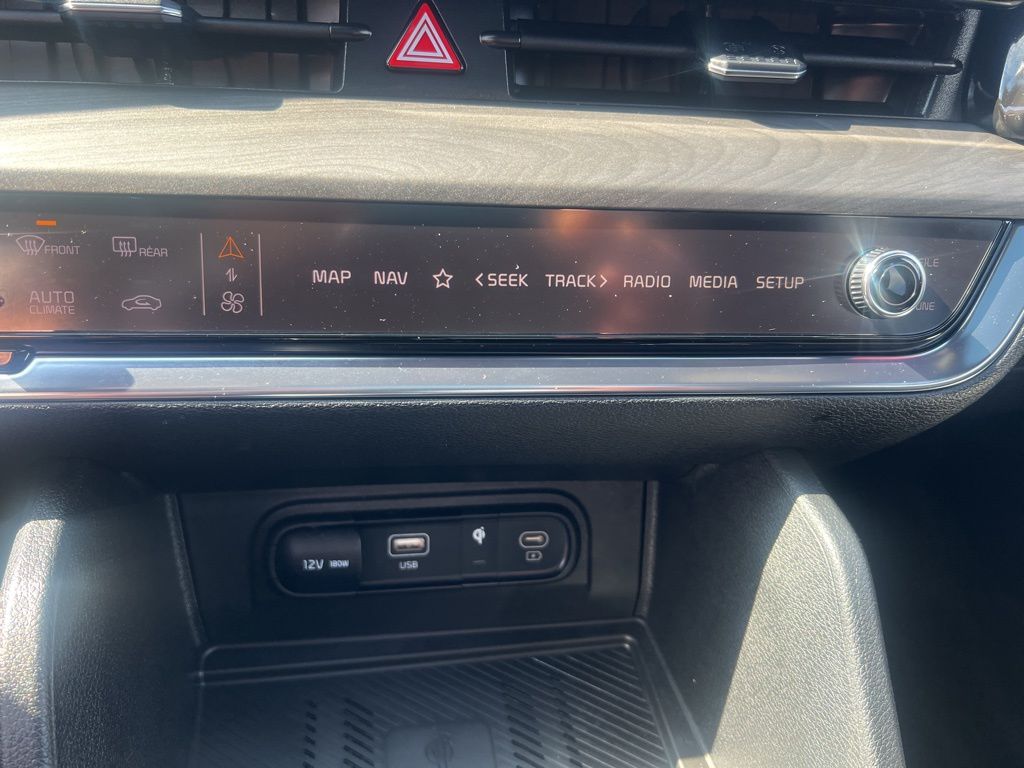 FRONT
REAR
AUTO
CLIMATE
MAP NAV <SEEK TRACK> RADIO MEDIA SETUP
12V 180W
USB